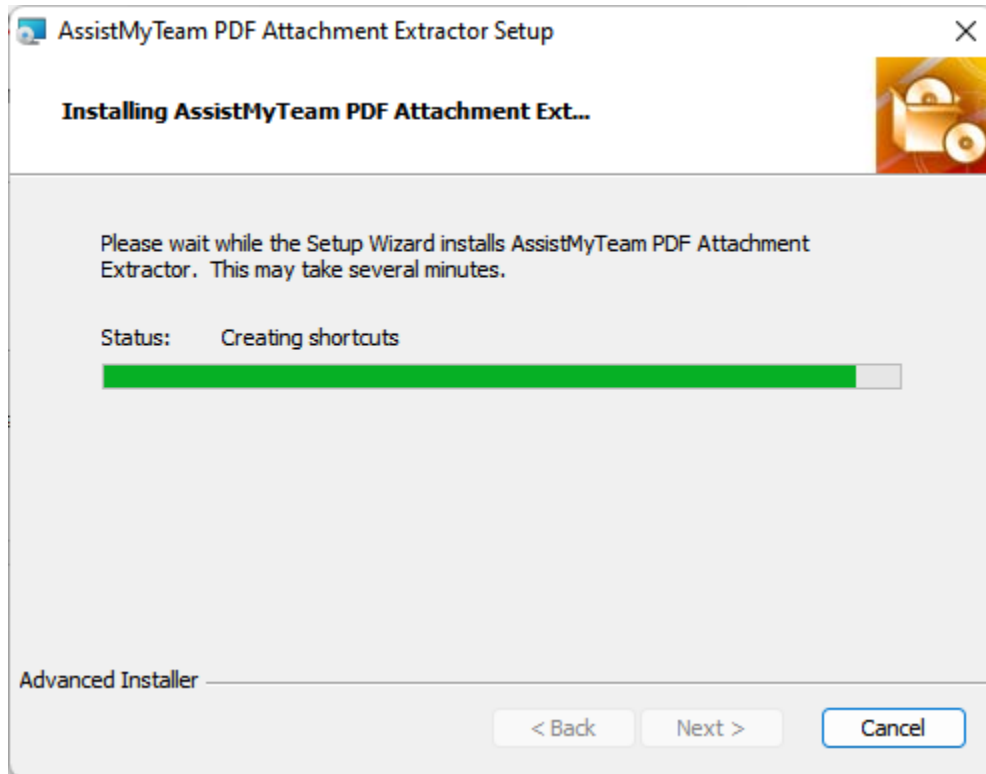 AssistMyTeam PDF Attachment Extractor Setup
Installing AssistMyTeam PDF Attachment Ext...
Please wait while the Setup Wizard installs AssistMyTeam PDF Attachment
Extractor. This may take several minutes.
Status: Creating shortcuts
Advanced Installer
< Back Next > Cancel